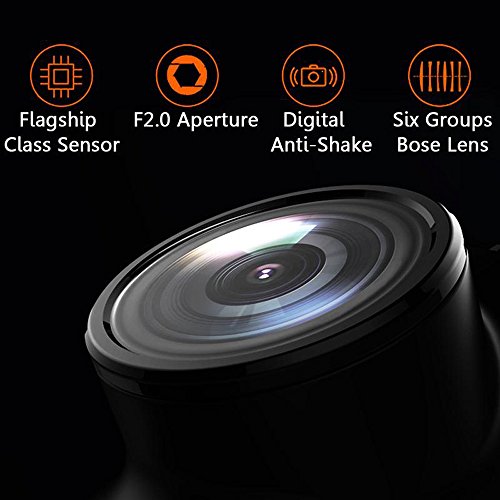 Flagship
Class Sensor
F2.0 Aperture
Digital
Anti-Shake
Six Groups
Bose Lens